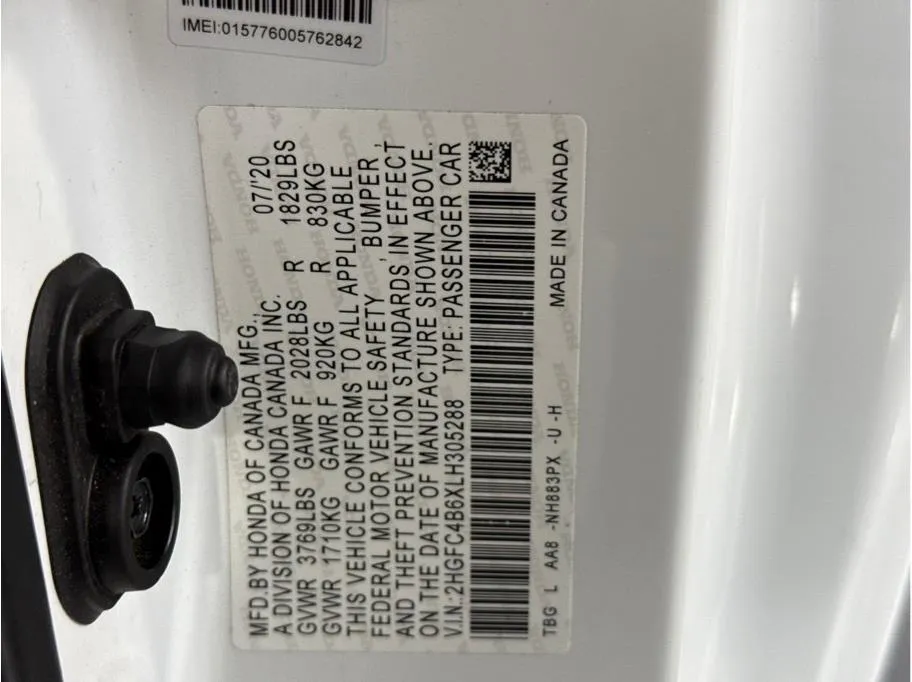 IMEI:015776005762842
MFD.BY HONDA OF CANADA MFG., 07/'20
A DIVISION OF HONDA CANADA INC.
GVWR 3769LBS GAWR F 2028LBS R 1829LBS
GVWR 1710KG GAWR F 920KG R 830KG
THIS VEHICLE CONFORMS TO ALL APPLICABLE
FEDERAL MOTOR VEHICLE SAFETY , BUMPER ,
AND THEFT PREVENTION STANDARDS IN EFFECT
ON THE DATE OF MANUFACTURE SHOWN ABOVE.
V.I.N.:2HGFC4B6XLH305288 TYPE: PASSENGER CAR
TBG L AA8 -NH883PX -U -H MADE IN CANADA